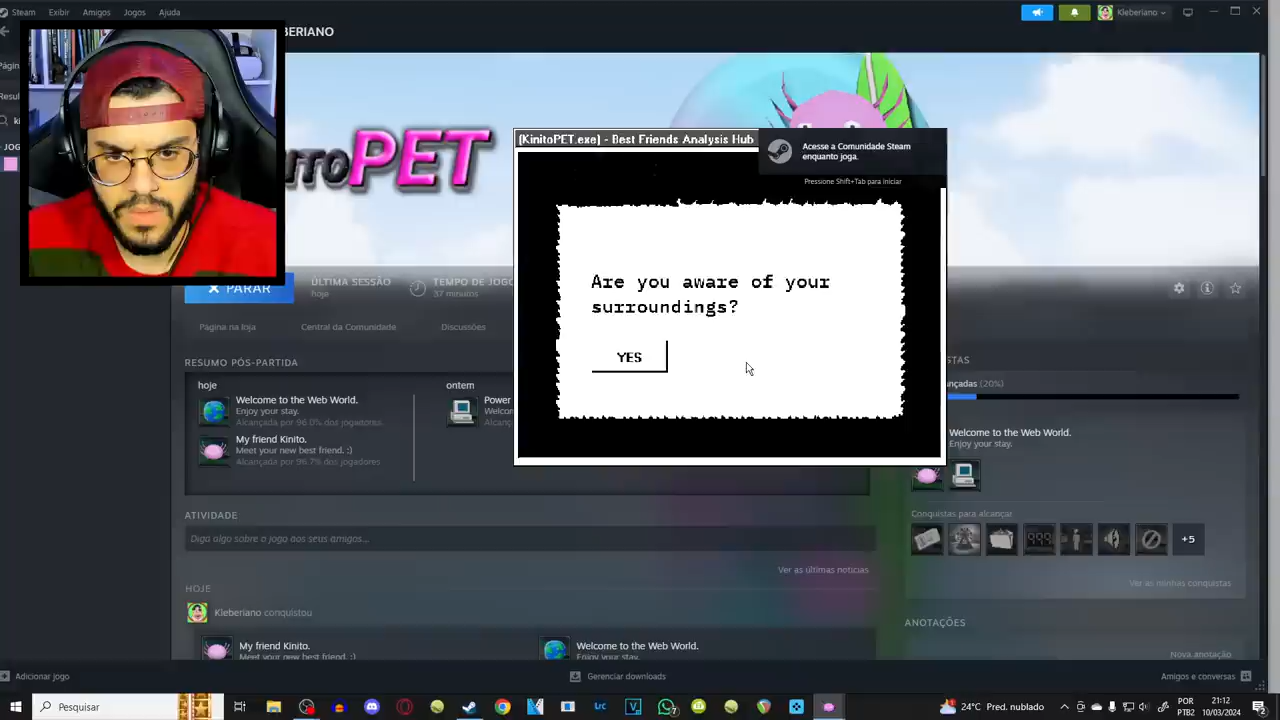 Steam Exibir Amigos Jogos Ajuda
Kleberiano
BERIANO
PET
[KinitoPET.exe] - Best Friends Analysis Hub
Acesse a Comunidade Steam
enquanto joga.
Pressione Shift+Tab para Iniciar
Are you aware of your
surroundings?
YES
PARAR
ÚLTIMA SESSÃO
hoje
TEMPO DE JOGO
37 minutos
Página na loja
Central da Comunidade
Discussões
RESUMO PÓS-PARTIDA
hoje
Welcome to the Web World.
Enjoy your stay.
Alcançada por 96.0% dos jogadores
My friend Kinito.
Meet your new best friend. :)
Alcançada por 96.7% dos jogadores
ontem
Power
Welcom
STAS
ançadas (20%)
Welcome to the Web World.
Enjoy your stay.
Conquistas para alcançar
+5
Ver as minhas conquistas
ATIVIDADE
Diga algo sobre o jogo aos seus amigos...
Ver as últimas notícias
HOJE
Kleberiano conquistou
My friend Kinito.
Meet your new best friend. :)
Welcome to the Web World.
Enjoy your stay.
ANOTAÇÕES
Nova anotação
Adicionar jogo
Gerenciar downloads
Amigos e conversas
Pesquisar
Lrc
24°C Pred. nublado
POR
PTB2
21:12
10/03/2024